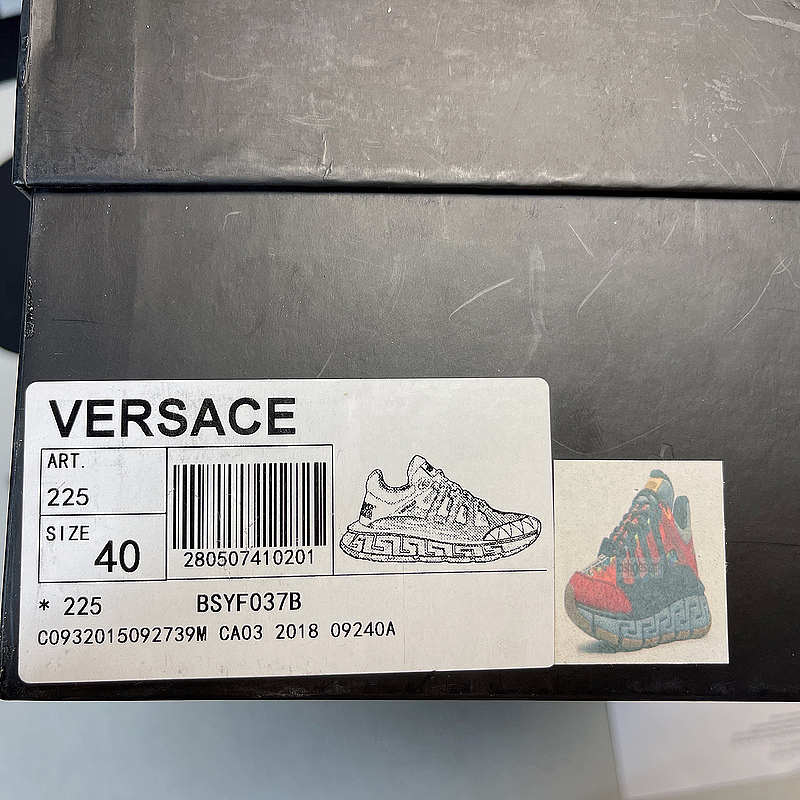 VERSACE
ART.
225
SIZE
40
280507410201
* 225 BSYF037B
C0932015092739M CA03 2018 09240A